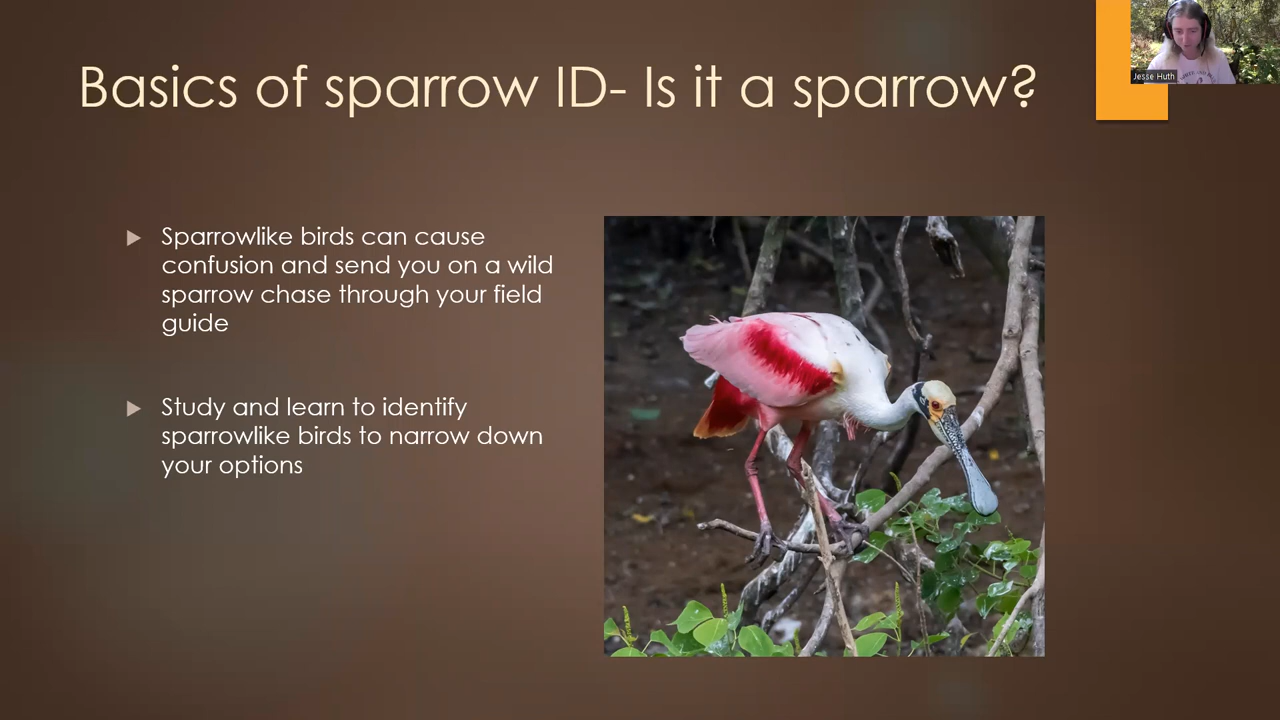 Basics of sparrow ID- Is it a sparrow?
Jesse Huth
Sparrowlike birds can cause
confusion and send you on a wild
sparrow chase through your field
guide
Study and learn to identify
sparrowlike birds to narrow down
your options